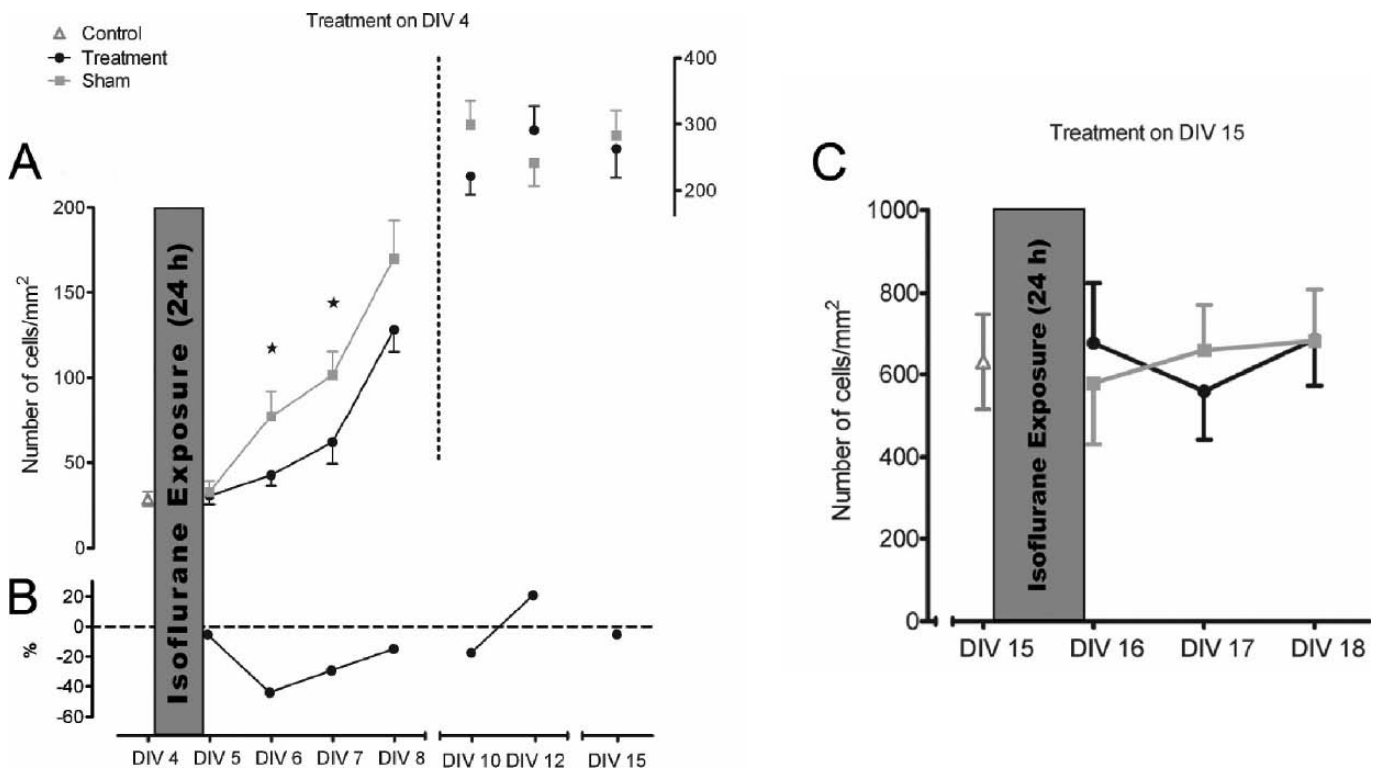 Treatment on DIV 4
Control
Treatment
Sham
A
Number of cells/mm²
200
150
100
50
0
400
300
200
★
★
Isoflurane Exposure (24 h)
B
%
20
0
-20
-40
-60
DIV 4
DIV 5
DIV 6
DIV 7
DIV 8
DIV 10
DIV 12
DIV 15
C
Treatment on DIV 15
Number of cells/mm²
1000
800
600
400
200
0
Isoflurane Exposure (24 h)
DIV 15
DIV 16
DIV 17
DIV 18